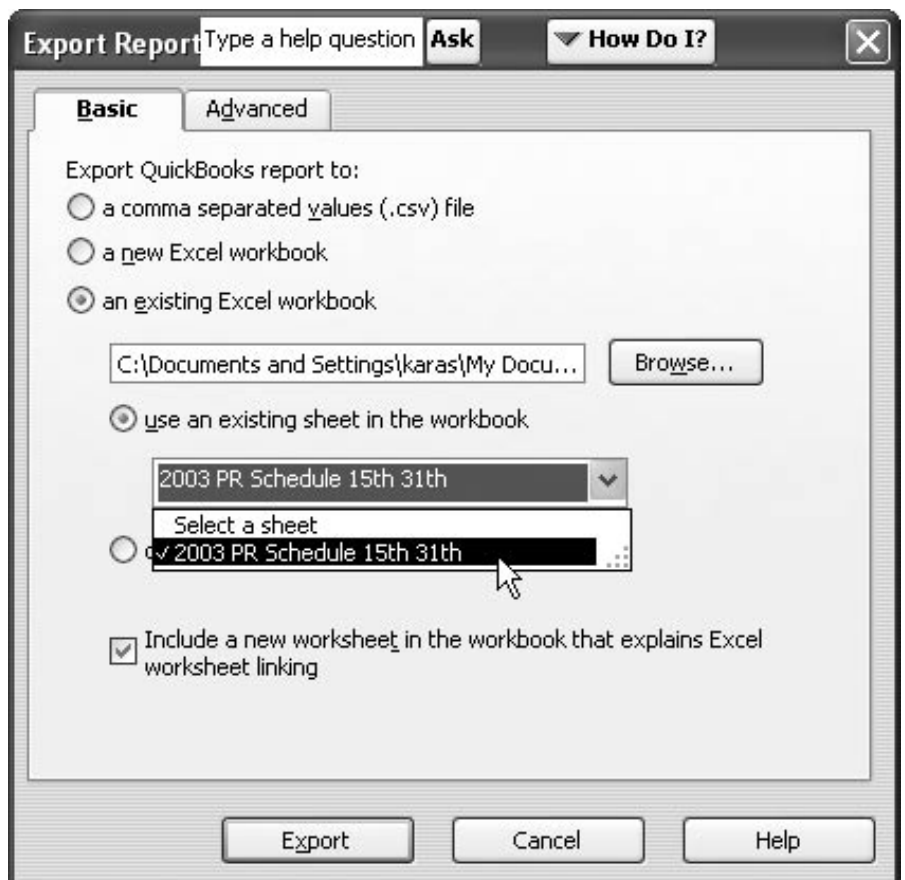 Export Report Type a help question Ask How Do I?
Basic Advanced
Export QuickBooks report to:
a comma separated values (.csv) file
a new Excel workbook
an existing Excel workbook
C:\Documents and Settings\karas\My Docu... Browse...
use an existing sheet in the workbook
2003 PR Schedule 15th 31th
Select a sheet
2003 PR Schedule 15th 31th
Include a new worksheet in the workbook that explains Excel
worksheet linking
Export Cancel Help